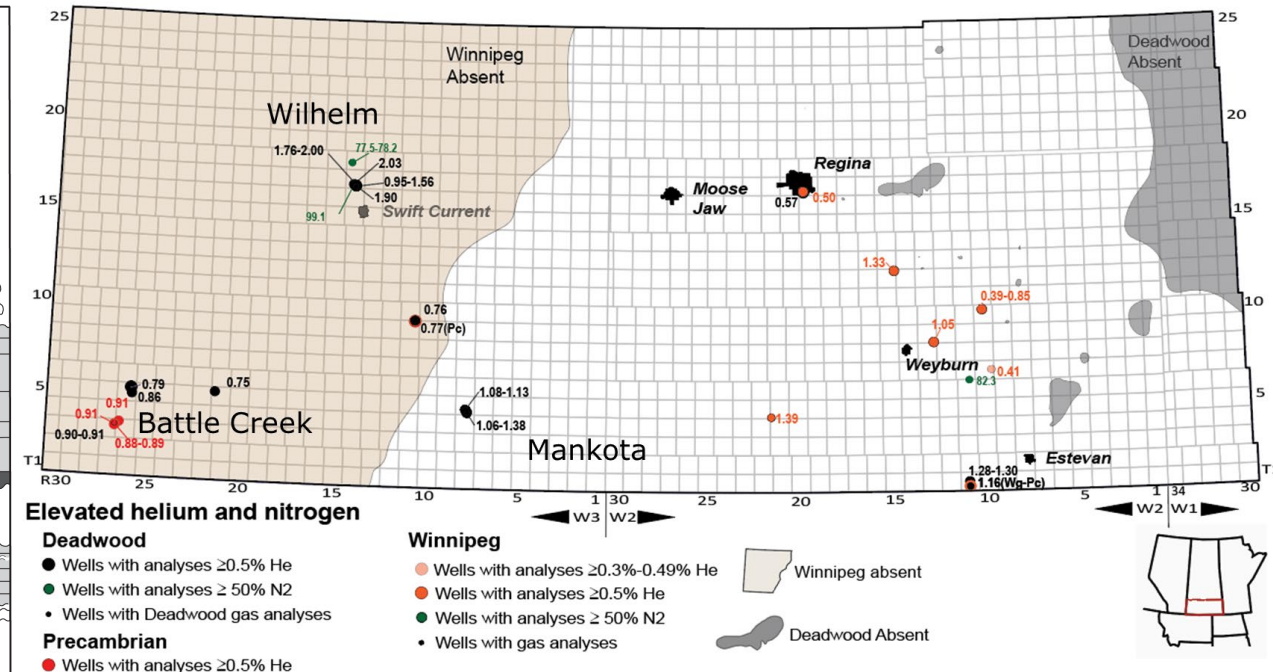 25
25
Winnipeg
Absent
Deadwood
Absent
20
20
Wilhelm
77.5-78.2
1.76-2.00
2.03
0.95-1.56
1.90
99.1
Swift Current
15
15
Regina
Moose
Jaw
0.57
0.50
1.33
10
10
0.39-0.85
0.76
0.77(Pc)
1.05
Weyburn
0.41
82.3
5
5
0.79
0.86
0.75
0.91
0.91
0.90-0.91
0.88-0.89
Battle Creek
1.08-1.13
1.06-1.38
Mankota
1.39
Estevan
1.28-1.30
1.16(Wg-Pc)
T1
T
R30
25
20
15
10
5
1
30
25
20
15
10
5
1
34
30
W3
W2
W2
W1
Elevated helium and nitrogen
Deadwood
Wells with analyses ≥0.5% He
Wells with analyses ≥ 50% N2
Wells with Deadwood gas analyses
Precambrian
Wells with analyses ≥0.5% He
Winnipeg
Wells with analyses ≥0.3%-0.49% He
Wells with analyses ≥0.5% He
Wells with analyses ≥ 50% N2
Wells with gas analyses
Winnipeg absent
Deadwood Absent